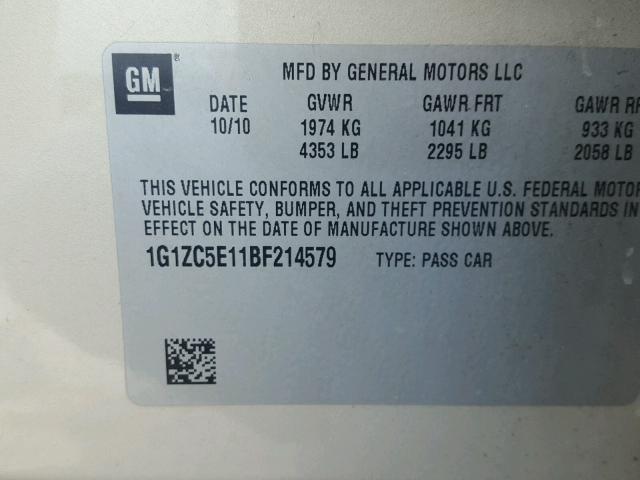 GM
MFD BY GENERAL MOTORS LLC
DATE GVWR GAWR FRT GAWR
10/10 1974 KG 1041 KG 933 KG
4353 LB 2295 LB 2058 LB
THIS VEHICLE CONFORMS TO ALL APPLICABLE U.S. FEDERAL MOTOR
VEHICLE SAFETY, BUMPER, AND THEFT PREVENTION STANDARDS IN
EFFECT ON THE DATE OF MANUFACTURE SHOWN ABOVE.
1G1ZC5E11BF214579 TYPE: PASS CAR